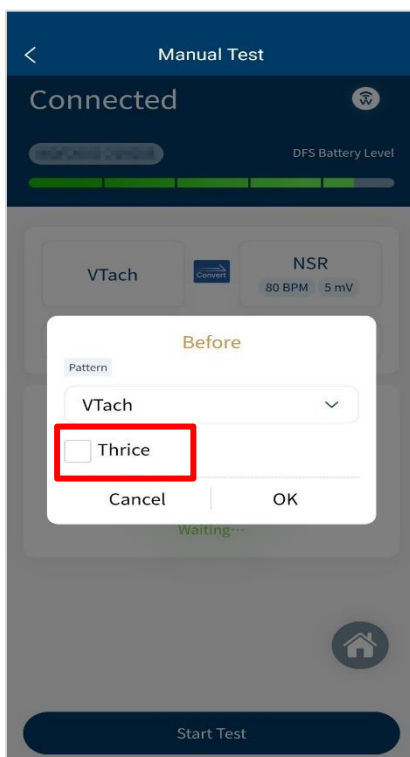 Manual Test
Connected
DFS Battery Level
VTach
Convert
NSR
80 BPM 5 mV
Before
Pattern
VTach
Thrice
Cancel OK
Waiting···
Start Test